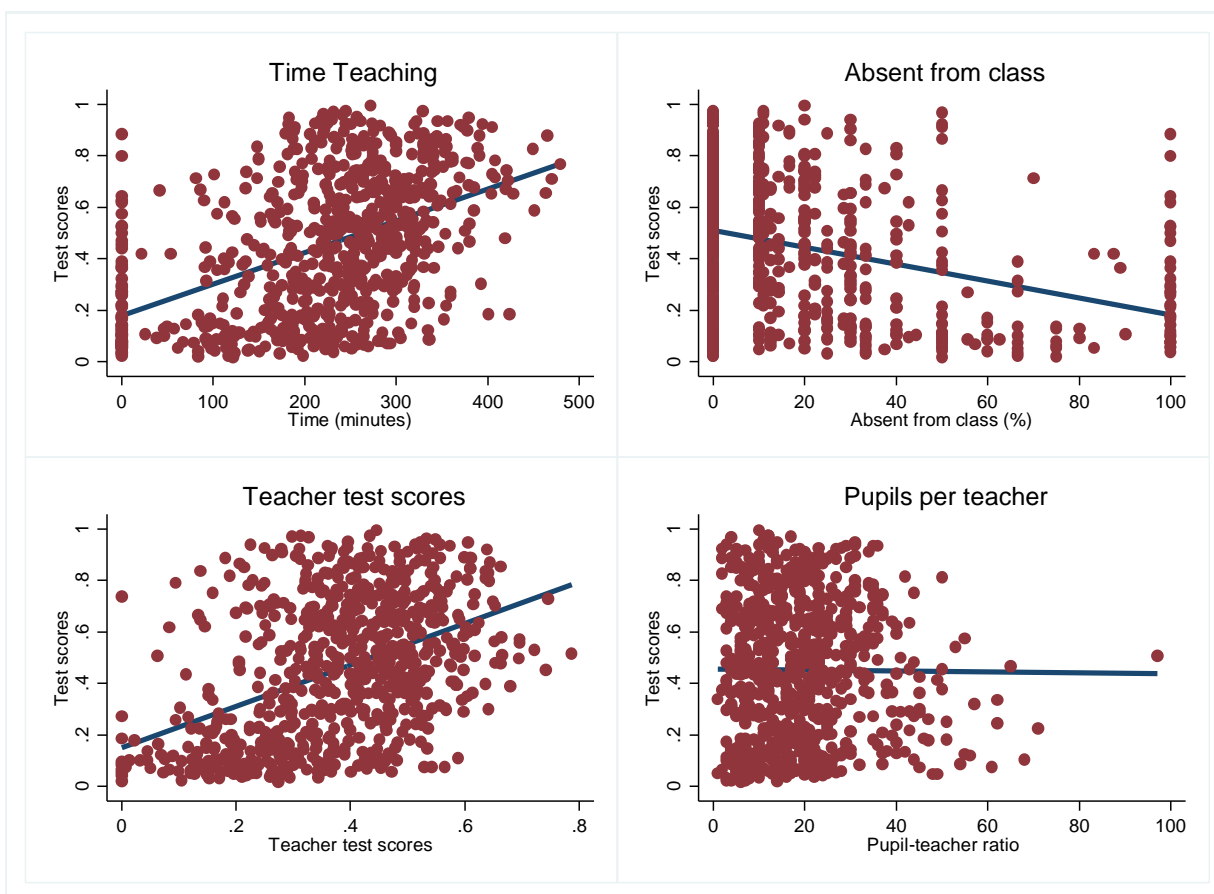 Time Teaching
Test scores
0 .2 .4 .6 .8 1
0 100 200 300 400 500
Time (minutes)
Absent from class
Test scores
0 .2 .4 .6 .8 1
0 20 40 60 80 100
Absent from class (%)
Teacher test scores
Test scores
0 .2 .4 .6 .8 1
0 .2 .4 .6 .8
Teacher test scores
Pupils per teacher
Test scores
0 .2 .4 .6 .8 1
0 20 40 60 80 100
Pupil-teacher ratio